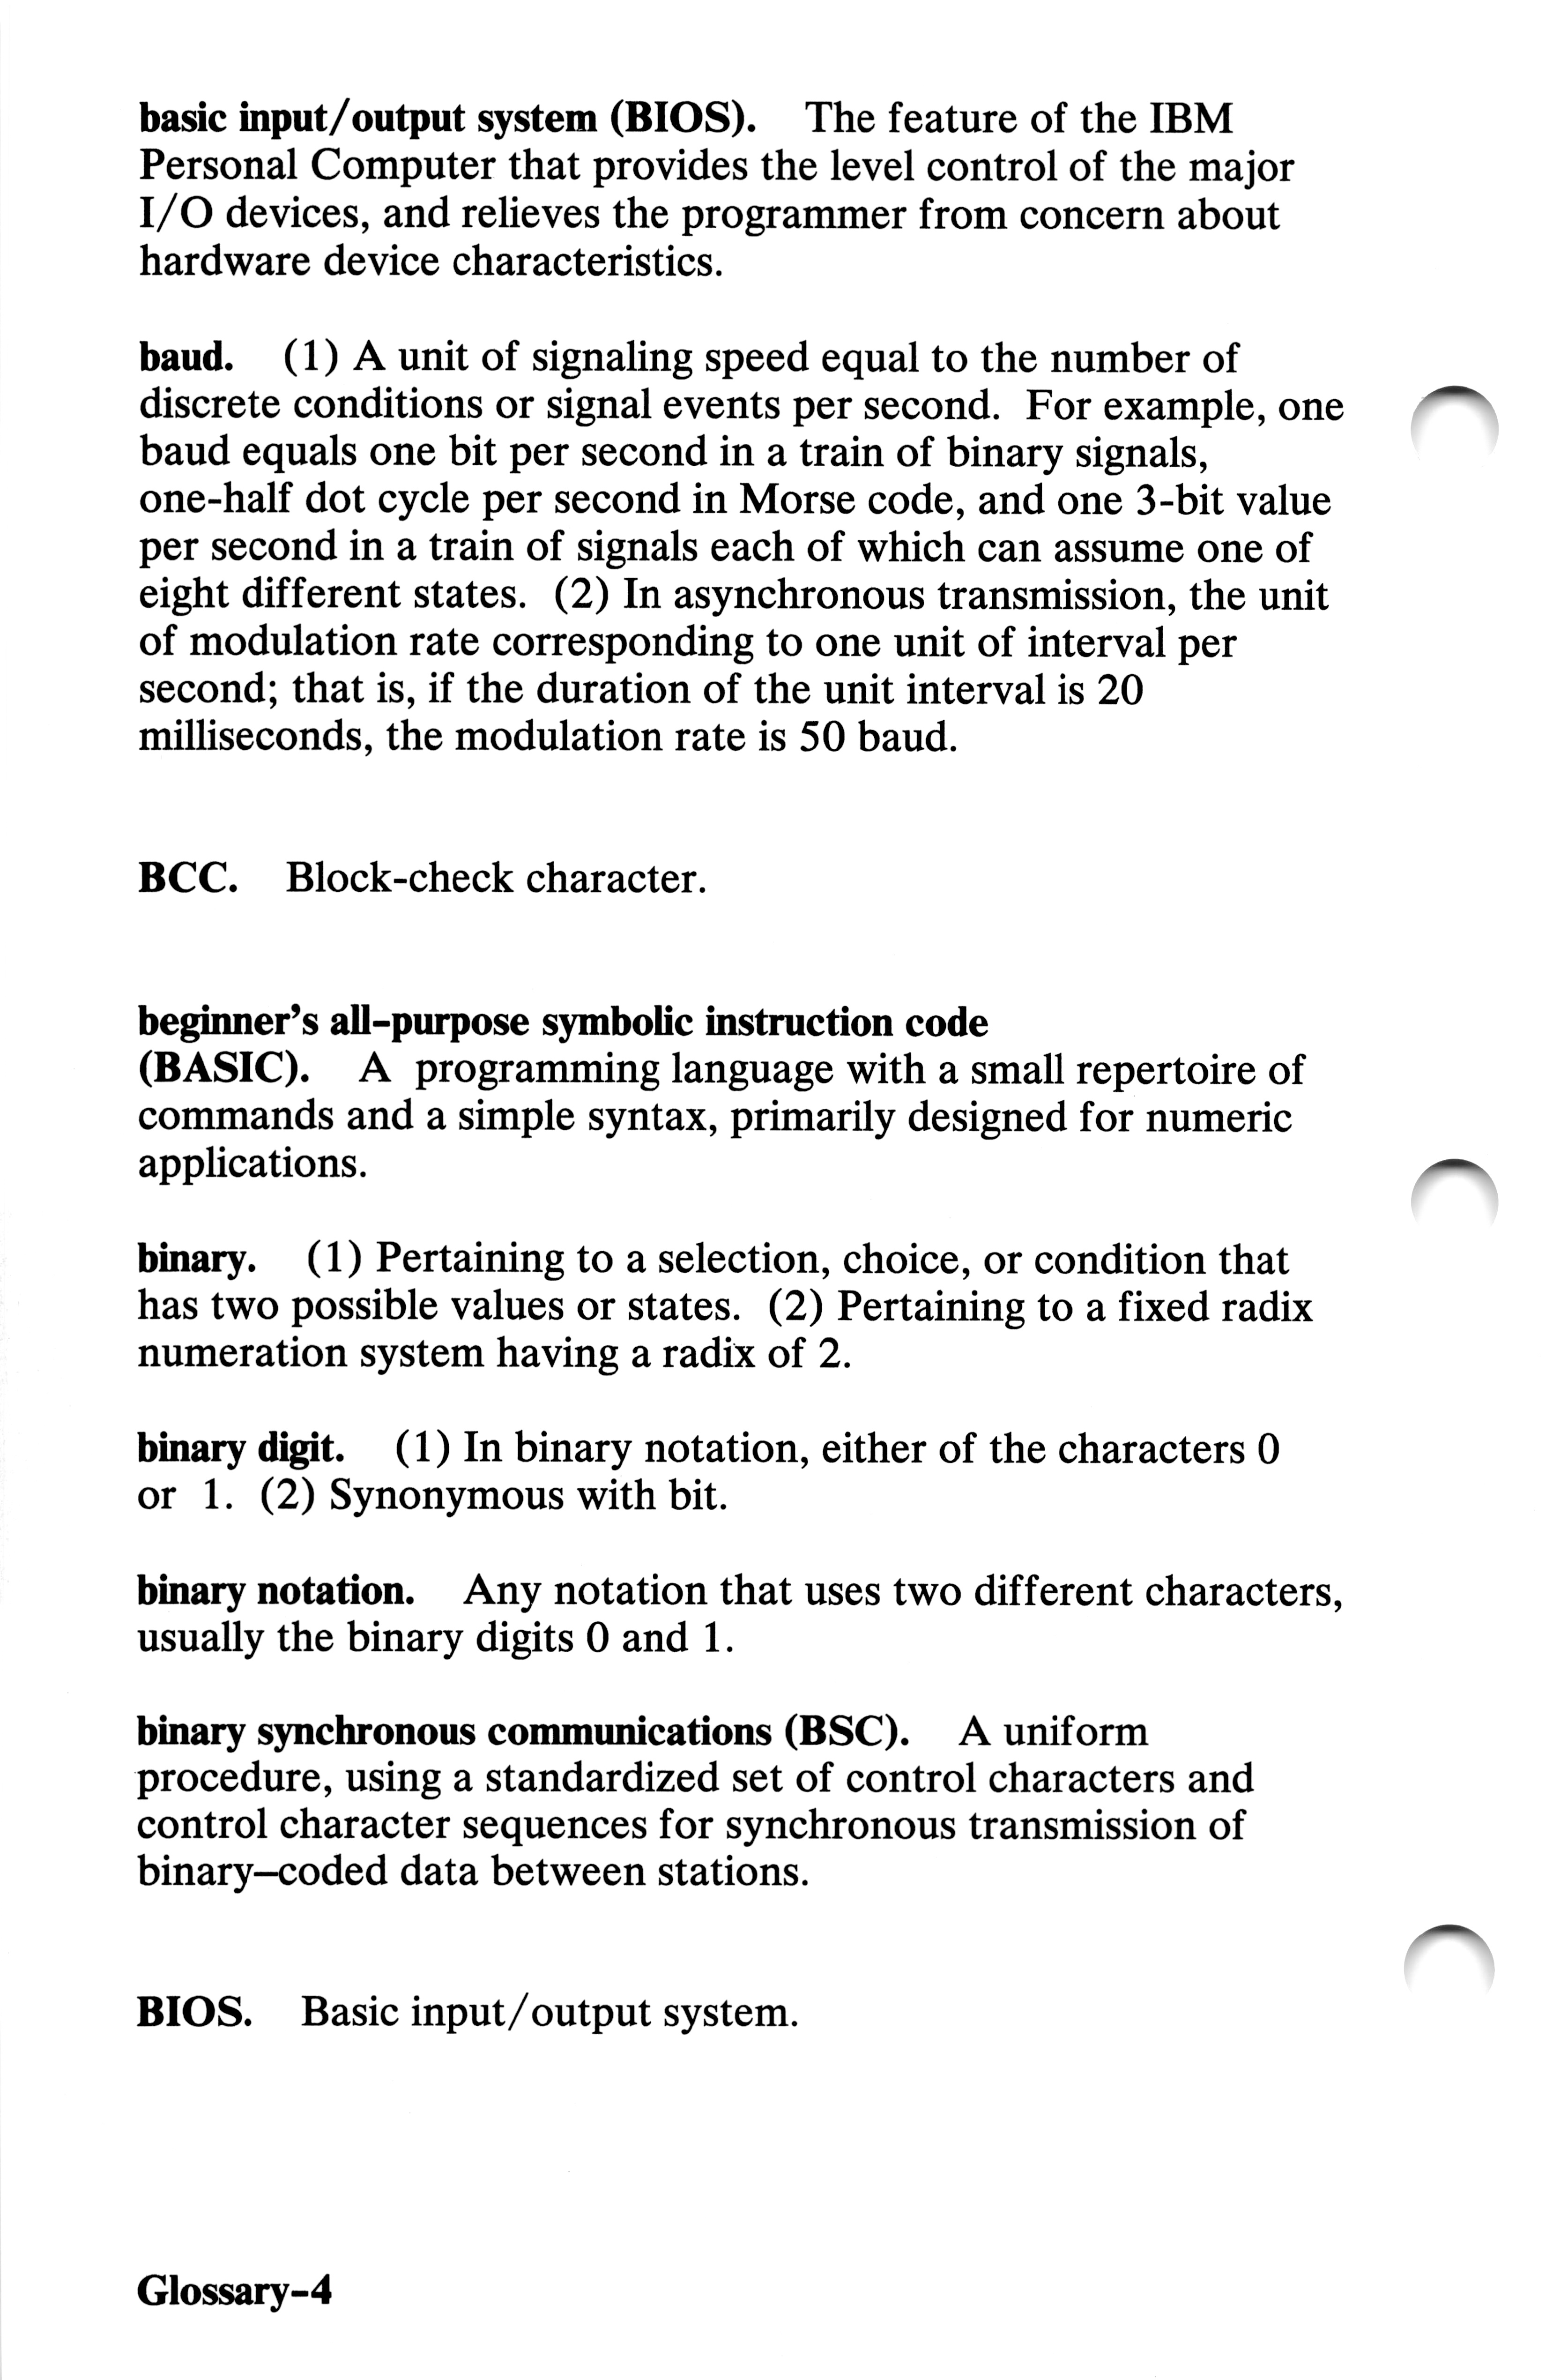 basic input/output system (BIOS). The feature of the IBM
Personal Computer that provides the level control of the major
I/O devices, and relieves the programmer from concern about
hardware device characteristics.
baud. (1) A unit of signaling speed equal to the number of
discrete conditions or signal events per second. For example, one
baud equals one bit per second in a train of binary signals,
one-half dot cycle per second in Morse code, and one 3-bit value
per second in a train of signals each of which can assume one of
eight different states. (2) In asynchronous transmission, the unit
of modulation rate corresponding to one unit of interval per
second; that is, if the duration of the unit interval is 20
milliseconds, the modulation rate is 50 baud.
BCC. Block-check character.
beginner's all-purpose symbolic instruction code
(BASIC). A programming language with a small repertoire of
commands and a simple syntax, primarily designed for numeric
applications.
binary. (1) Pertaining to a selection, choice, or condition that
has two possible values or states. (2) Pertaining to a fixed radix
numeration system having a radix of 2.
binary digit. (1) In binary notation, either of the characters 0
or 1. (2) Synonymous with bit.
binary notation. Any notation that uses two different characters,
usually the binary digits 0 and 1.
binary synchronous communications (BSC). A uniform
procedure, using a standardized set of control characters and
control character sequences for synchronous transmission of
binary–coded data between stations.
BIOS. Basic input/output system.
Glossary-4